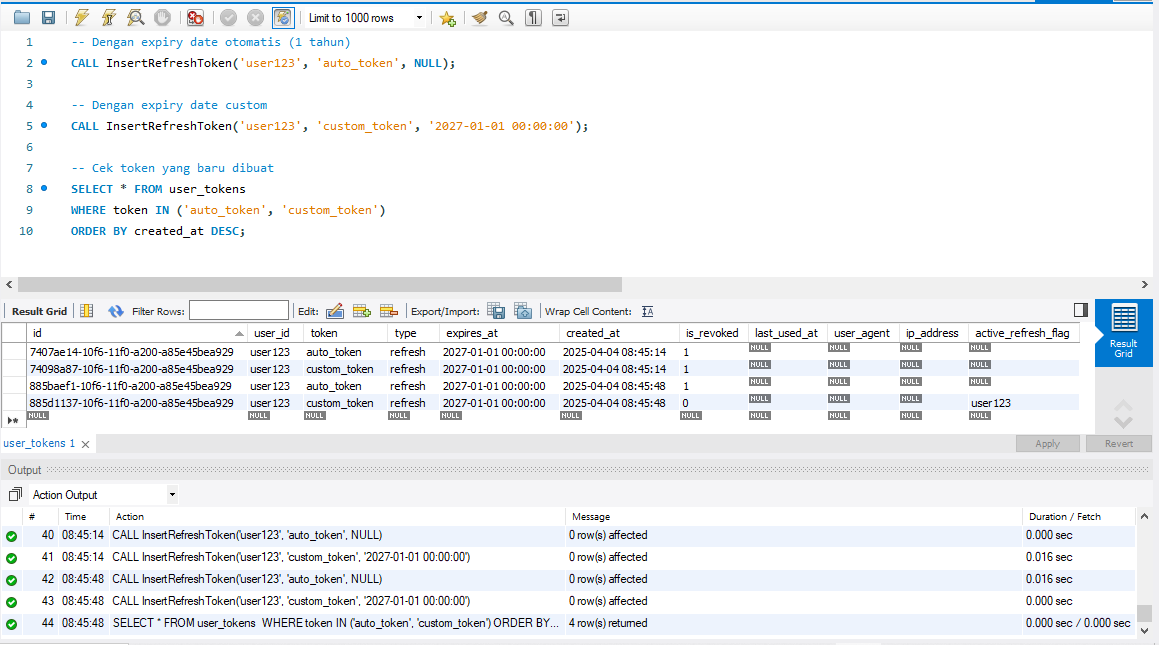 Limit to 1000 rows
1 -- Dengan expiry date otomatis (1 tahun)
2 CALL InsertRefreshToken('user123', 'auto_token', NULL);
3
4 -- Dengan expiry date custom
5 CALL InsertRefreshToken('user123', 'custom_token', '2027-01-01 00:00:00');
6
7 -- Cek token yang baru dibuat
8 SELECT * FROM user_tokens
9 WHERE token IN ('auto_token', 'custom_token')
10 ORDER BY created_at DESC;
Result Grid Filter Rows: Edit: Export/Import: Wrap Cell Content:
id user_id token type expires_at created_at is_revoked last_used_at user_agent ip_address active_refresh_flag
7407ae14-10f6-11f0-a200-a85e45bea929 user123 auto_token refresh 2027-01-01 00:00:00 2025-04-04 08:45:14 1 NULL NULL NULL NULL
74098a87-10f6-11f0-a200-a85e45bea929 user123 custom_token refresh 2027-01-01 00:00:00 2025-04-04 08:45:14 1 NULL NULL NULL NULL
885baef1-10f6-11f0-a200-a85e45bea929 user123 auto_token refresh 2027-01-01 00:00:00 2025-04-04 08:45:48 1 NULL NULL NULL NULL
885d1137-10f6-11f0-a200-a85e45bea929 user123 custom_token refresh 2027-01-01 00:00:00 2025-04-04 08:45:48 0 NULL NULL NULL user123
NULL NULL NULL NULL NULL NULL NULL NULL NULL NULL NULL
Result
Grid
user_tokens 1 Apply Revert
Output
Action Output
# Time Action Message Duration / Fetch
40 08:45:14 CALL InsertRefreshToken('user123', 'auto_token', NULL) 0 row(s) affected 0.000 sec
41 08:45:14 CALL InsertRefreshToken('user123', 'custom_token', '2027-01-01 00:00:00') 0 row(s) affected 0.016 sec
42 08:45:48 CALL InsertRefreshToken('user123', 'auto_token', NULL) 0 row(s) affected 0.016 sec
43 08:45:48 CALL InsertRefreshToken('user123', 'custom_token', '2027-01-01 00:00:00') 0 row(s) affected 0.000 sec
44 08:45:48 SELECT * FROM user_tokens WHERE token IN ('auto_token', 'custom_token') ORDER BY... 4 row(s) returned 0.000 sec / 0.000 sec